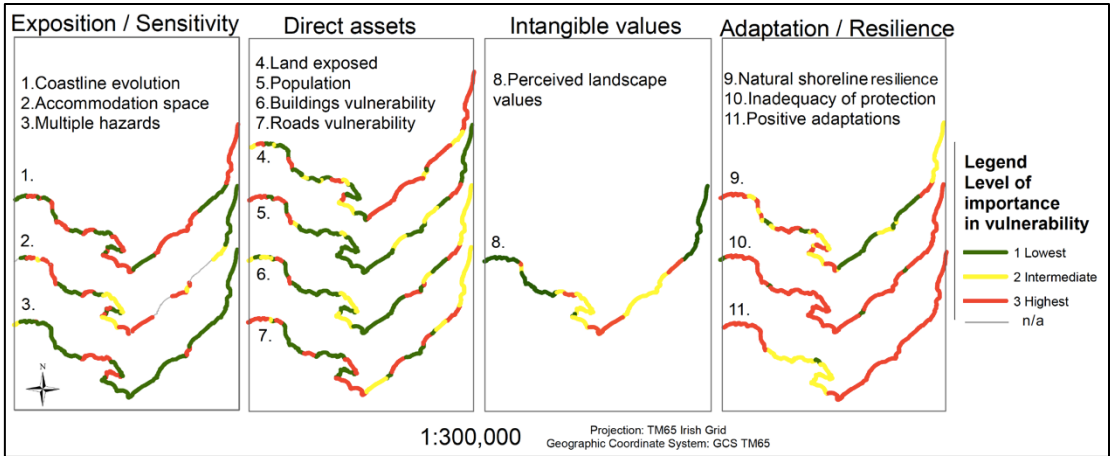 Exposition / Sensitivity
1.Coastline evolution
2.Accommodation space
3.Multiple hazards
1.
2.
3.
N
Direct assets
4.Land exposed
5.Population
6.Buildings vulnerability
7.Roads vulnerability
4.
5.
6.
7.
Intangible values
8.Perceived landscape
values
8.
Adaptation / Resilience
9.Natural shoreline resilience
10.Inadequacy of protection
11.Positive adaptations
9.
10.
11.
Legend
Level of
importance
in vulnerability
1 Lowest
2 Intermediate
3 Highest
n/a
1:300,000
Projection: TM65 Irish Grid
Geographic Coordinate System: GCS TM65